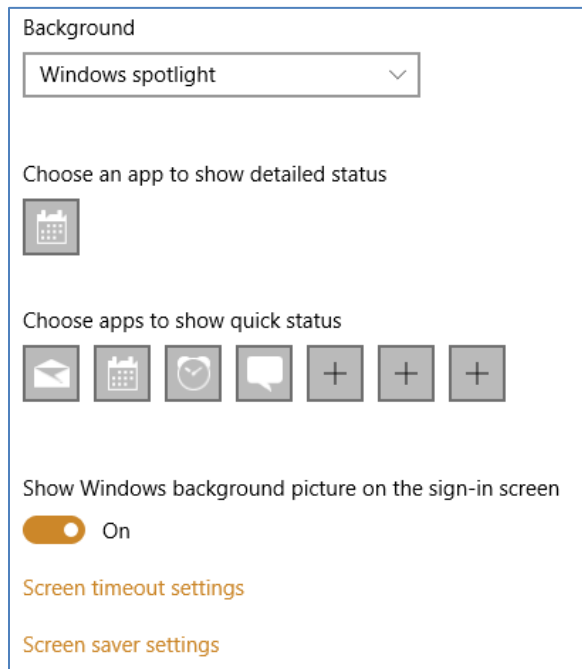 Background
Windows spotlight
Choose an app to show detailed status
Choose apps to show quick status
Show Windows background picture on the sign-in screen
On
Screen timeout settings
Screen saver settings